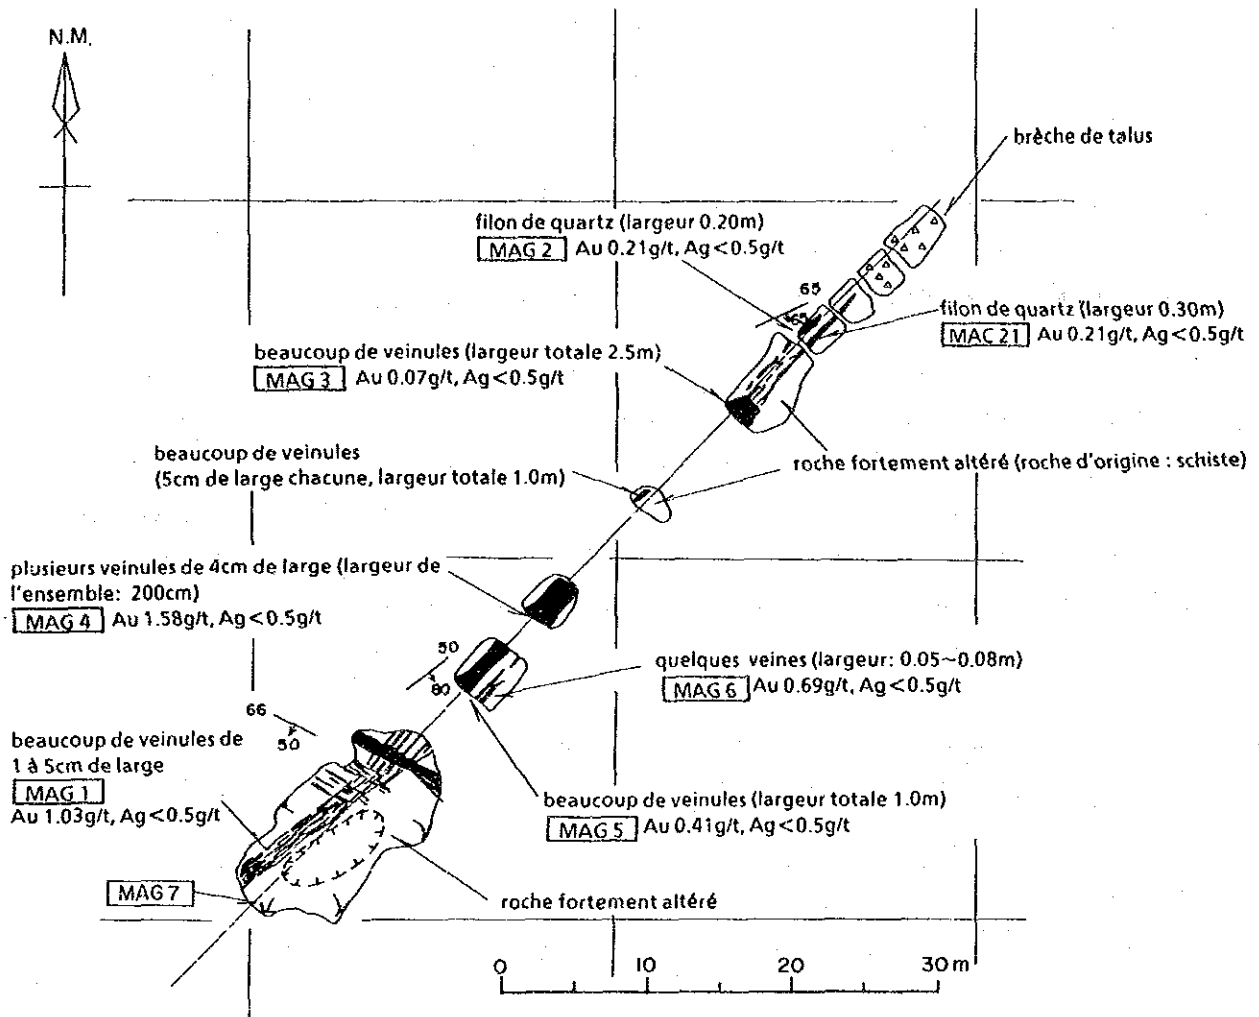 N.M.
brèche de talus
filon de quartz (largeur 0.20m)
MAG 2 Au 0.21g/t, Ag<0.5g/t
65
65
filon de quartz (largeur 0.30m)
MAC 21 Au 0.21g/t, Ag<0.5g/t
beaucoup de veinules (largeur totale 2.5m)
MAG 3 Au 0.07g/t, Ag<0.5g/t
beaucoup de veinules
(5cm de large chacune, largeur totale 1.0m)
roche fortement altéré (roche d'origine : schiste)
plusieurs veinules de 4cm de large (largeur de
l'ensemble: 200cm)
MAG 4 Au 1.58g/t, Ag<0.5g/t
50
80
quelques veines (largeur: 0.05~0.08m)
MAG 6 Au 0.69g/t, Ag<0.5g/t
66
50
beaucoup de veinules de
1 à 5cm de large
MAG 1
Au 1.03g/t, Ag<0.5g/t
beaucoup de veinules (largeur totale 1.0m)
MAG 5 Au 0.41g/t, Ag<0.5g/t
MAG 7
roche fortement altéré
0 10 20 30m